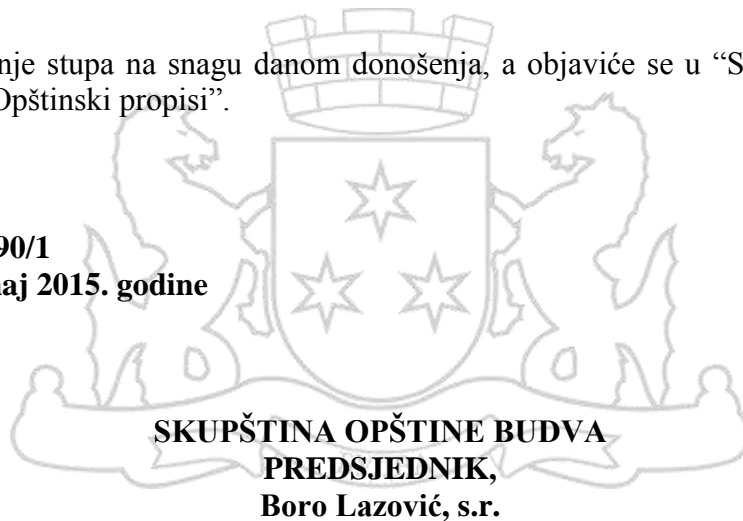 nje stupa na snagu danom donošenja, a objaviće se u “S
Opštinski propisi”.
90/1
aj 2015. godine
SKUPŠTINA OPŠTINE BUDVA
PREDSJEDNIK,
Boro Lazović, s.r.